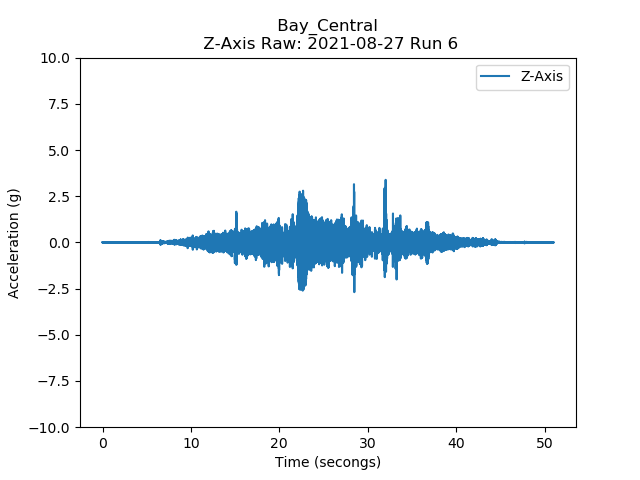 Bay_Central
Z-Axis Raw: 2021-08-27 Run 6
Z-Axis
10.0
7.5
5.0
2.5
0.0
−2.5
−5.0
−7.5
−10.0
Acceleration (g)
0 10 20 30 40 50
Time (secongs)